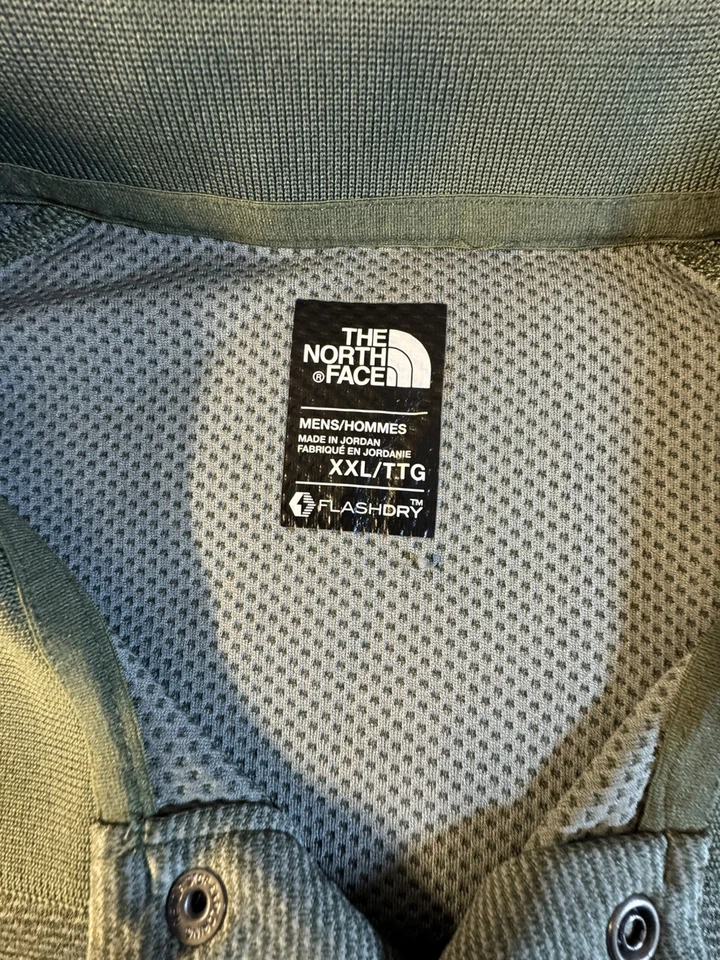 THE
NORTH
®FACE
MENS/HOMMES
MADE IN JORDAN
FABRIQUÉ EN JORDANIE
XXL/TTG
FLASHDRY™